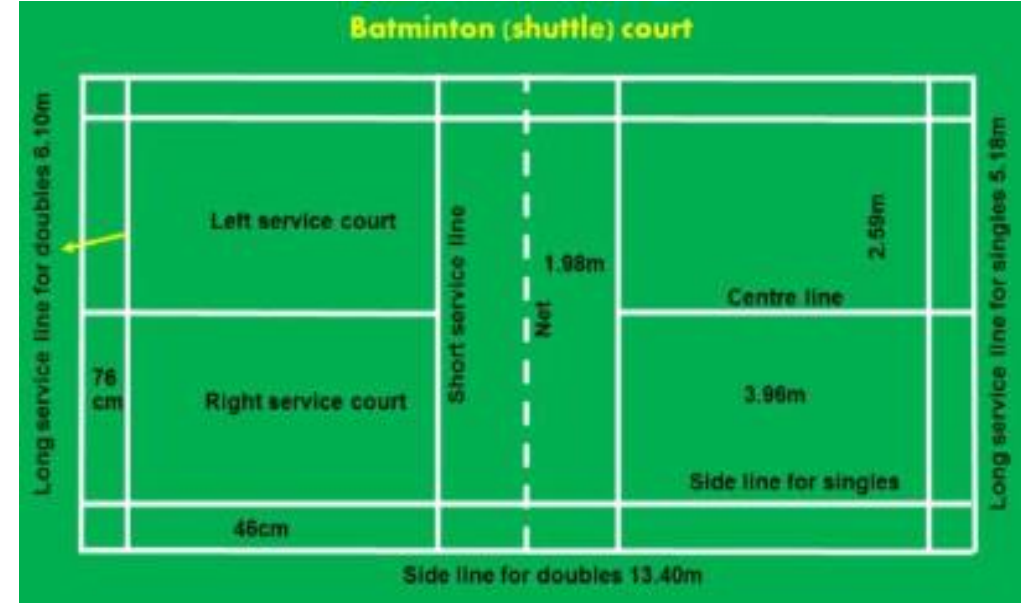 Batminton (shuttle) court
Long service line for doubles 6.10m
Left service court
Short service line
1.98m
Net
2.59m
Centre line
Long service line for singles 5.18m
76
cm
Right service court
3.96m
Side line for singles
46cm
Side line for doubles 13.40m